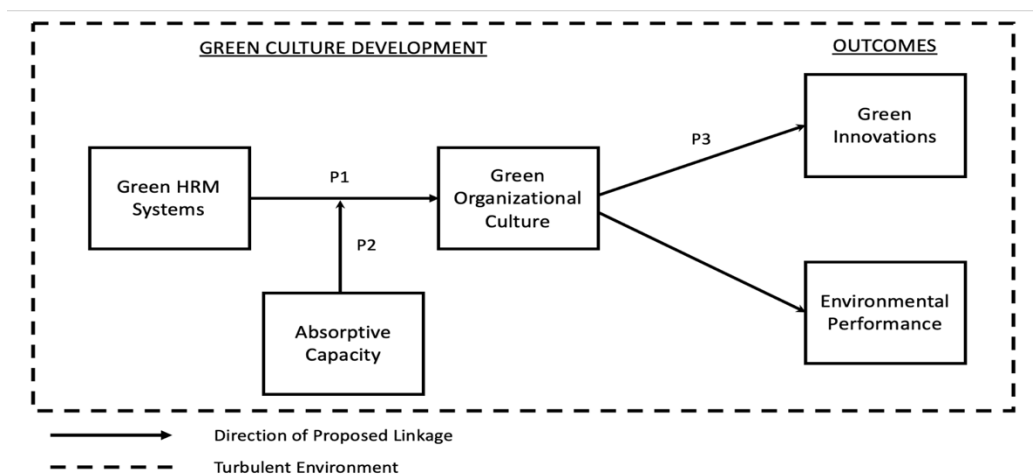 GREEN CULTURE DEVELOPMENT
OUTCOMES
Green
Innovations
P3
Green HRM
Systems
P1
Green
Organizational
Culture
P2
Absorptive
Capacity
Environmental
Performance
Direction of Proposed Linkage
Turbulent Environment